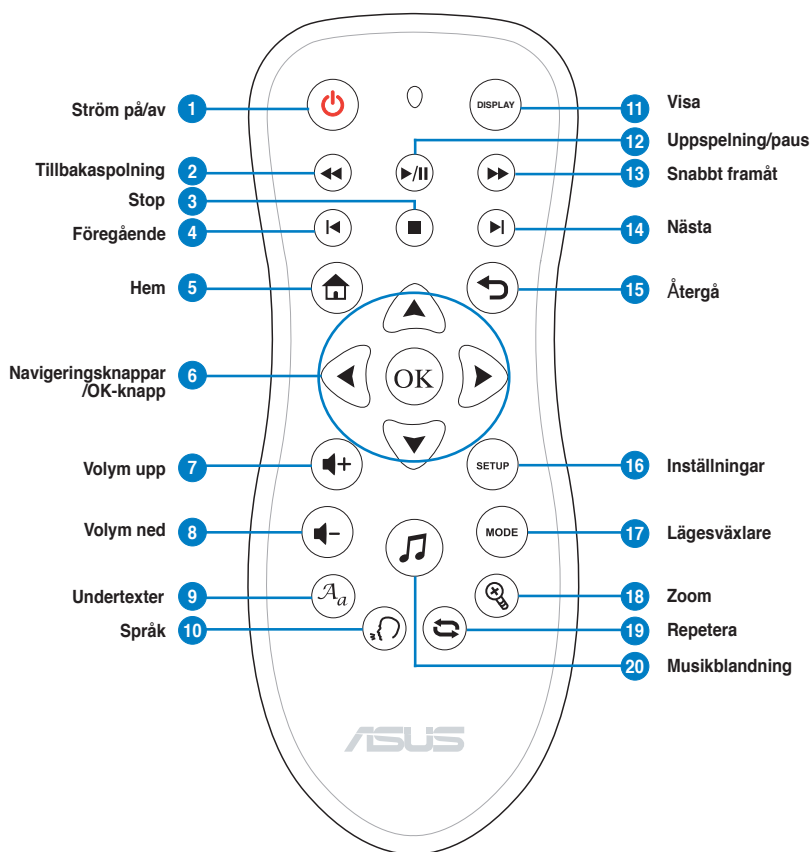 Ström på/av 1
DISPLAY
11 Visa
12 Uppspelning/paus
Tillbakaspolning 2
13 Snabbt framåt
Stop 3
Föregående 4
14 Nästa
Hem 5
15 Återgå
Navigeringsknappar 6
/OK-knapp
OK
Volym upp 7
SETUP
16 Inställningar
Volym ned 8
MODE
17 Lägesväxlare
Undertexter 9
Aa
18 Zoom
Språk 10
19 Repetera
20 Musikblandning
ASUS